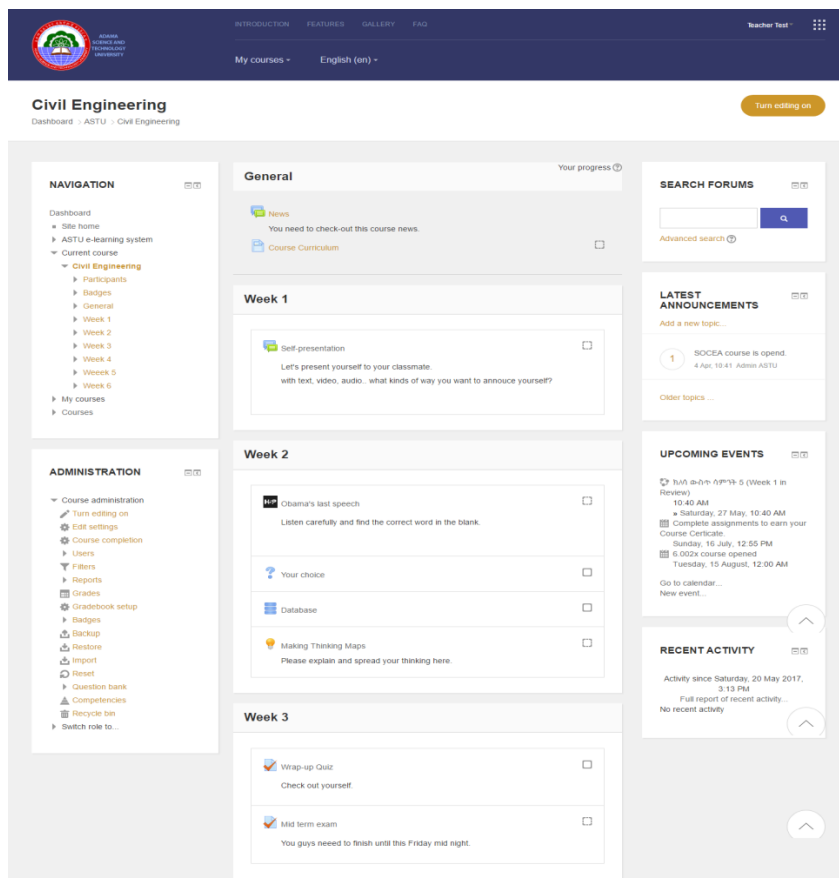 ADAMA
SCIENCE AND
TECHNOLOGY
UNIVERSITY
INTRODUCTION FEATURES GALLERY FAQ
Teacher Test
My courses English (en)
Civil Engineering
Dashboard > ASTU > Civil Engineering
Turn editing on
NAVIGATION
Dashboard
Site home
ASTU e-learning system
Current course
Civil Engineering
Participants
Badges
General
Week 1
Week 2
Week 3
Week 4
Weeek 5
Week 6
My courses
Courses
ADMINISTRATION
Course administration
Turn editing on
Edit settings
Course completion
Users
Filters
Reports
Grades
Gradebook setup
Badges
Backup
Restore
Import
Reset
Question bank
Competencies
Recycle bin
Switch role to...
Your progress
General
News
You need to check-out this course news.
Course Curriculum
Week 1
Self-presentation
Let's present yourself to your classmate.
with text, video, audio.. what kinds of way you want to annouce yourself?
Week 2
Obama's last speech
Listen carefully and find the correct word in the blank.
Your choice
Database
Making Thinking Maps
Please explain and spread your thinking here.
Week 3
Wrap-up Quiz
Check out yourself.
Mid term exam
You guys neeed to finish until this Friday mid night.
SEARCH FORUMS
Advanced search
LATEST
ANNOUNCEMENTS
Add a new topic...
1
SOCEA course is opend.
4 Apr, 10:41 Admin ASTU
Older topics ...
UPCOMING EVENTS
5 (Week 1 in
Review)
10:40 AM
» Saturday, 27 May, 10:40 AM
Complete assignments to earn your
Course Certicate.
Sunday, 16 July, 12:55 PM
6.002x course opened
Tuesday, 15 August, 12:00 AM
Go to calendar...
New event...
RECENT ACTIVITY
Activity since Saturday, 20 May 2017,
3:13 PM
Full report of recent activity...
No recent activity